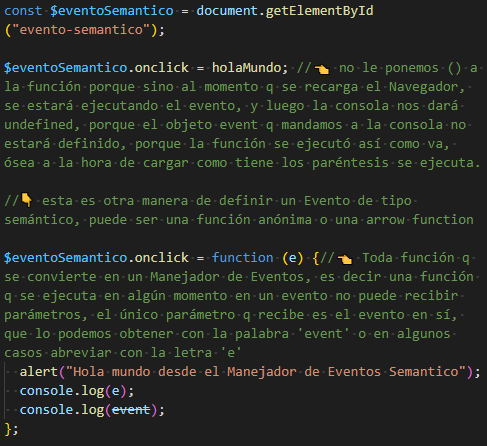 const $eventoSemantico = document.getElementById
("evento-semantico");
$eventoSemantico.onclick = holaMundo; //👈 no le ponemos () a
la función porque sino al momento q se recarga el Navegador,
se estará ejecutando el evento, y luego la consola nos dará
undefined, porque el objeto event q mandamos a la consola no
estará definido, porque la función se ejecutó así como va,
ósea a la hora de cargar como tiene los paréntesis se ejecuta.
//👇 esta es otra manera de definir un Evento de tipo
semántico, puede ser una función anónima o una arrow function
$eventoSemantico.onclick = function (e) {//👈 Toda función q
se convierte en un Manejador de Eventos, es decir una función
q se ejecuta en algún momento en un evento no puede recibir
parámetros, el único parámetro q recibe es el evento en sí,
que lo podemos obtener con la palabra 'event' o en algunos
casos abreviar con la letra 'e'
alert("Hola mundo desde el Manejador de Eventos Semantico");
console.log(e);
console.log(event);
};